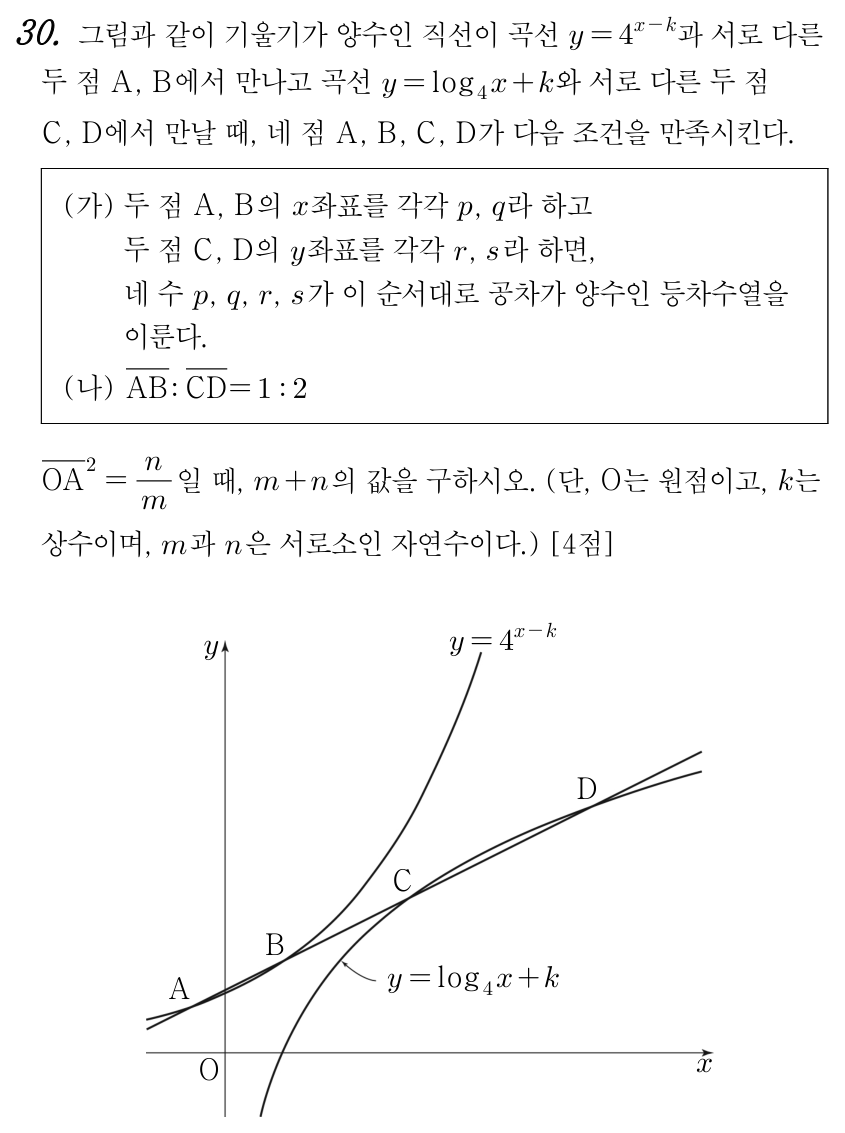 30. 그림과 같이 기울기가 양수인 직선이 곡선 y=4^{x-k}과 서로 다른
두 점 A, B에서 만나고 곡선 y=log₄x+k와 서로 다른 두 점
C, D에서 만날 때, 네 점 A, B, C, D가 다음 조건을 만족시킨다.
(가) 두 점 A, B의 x좌표를 각각 p, q라 하고
두 점 C, D의 y좌표를 각각 r, s라 하면,
네 수 p, q, r, s가 이 순서대로 공차가 양수인 등차수열을
이룬다.
(나) \overline{AB}:\overline{CD}=1:2
\overline{OA}^2=\frac{n}{m}일 때, m+n의 값을 구하시오. (단, O는 원점이고, k는
상수이며, m과 n은 서로소인 자연수이다.) [4점]
y=4^{x-k}
y
D
C
B
A
y=log₄x+k
O
x